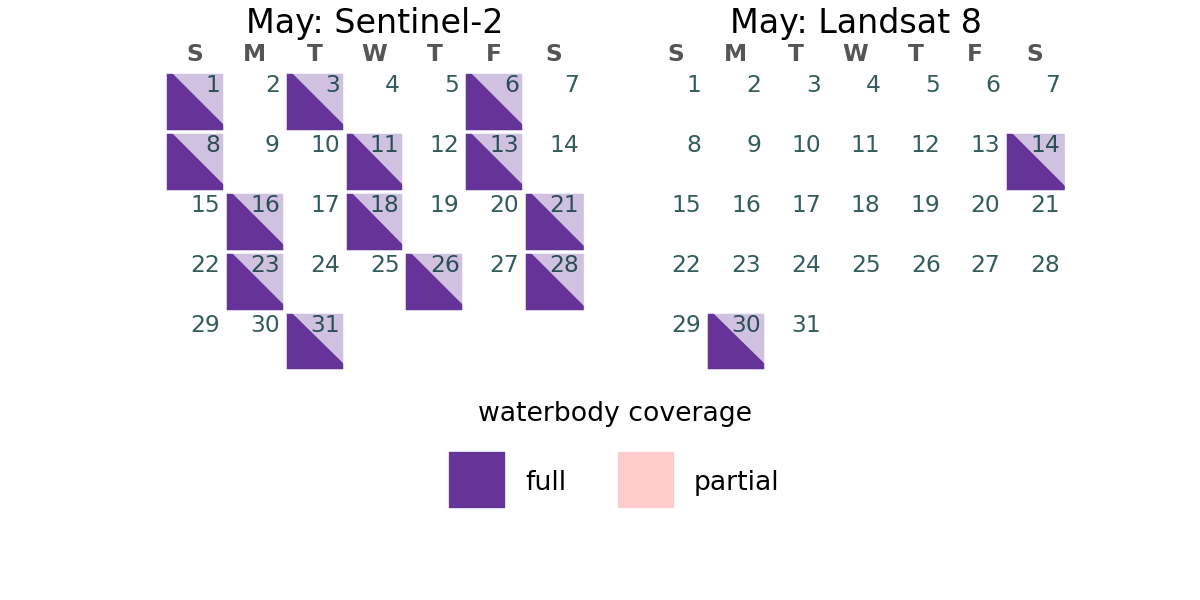 May: Sentinel-2
S M T W T F S
1 2 3 4 5 6 7
8 9 10 11 12 13 14
15 16 17 18 19 20 21
22 23 24 25 26 27 28
29 30 31
May: Landsat 8
S M T W T F S
1 2 3 4 5 6 7
8 9 10 11 12 13 14
15 16 17 18 19 20 21
22 23 24 25 26 27 28
29 30 31
waterbody coverage
full
partial